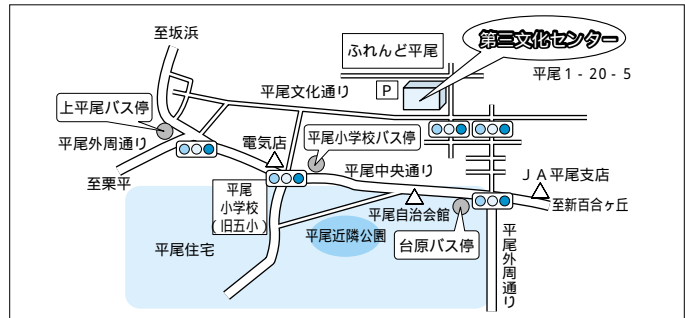 至坂浜
ふれんど平尾
第三文化センター
P
平尾1-20-5
平尾文化通り
上平尾バス停
平尾外周通り
電気店
平尾小学校バス停
平尾中央通り
JA平尾支店
至栗平
平尾
小学校
(旧五小)
平尾自治会館
至新百合ヶ丘
平尾住宅
平尾近隣公園
台原バス停
平尾外周通り